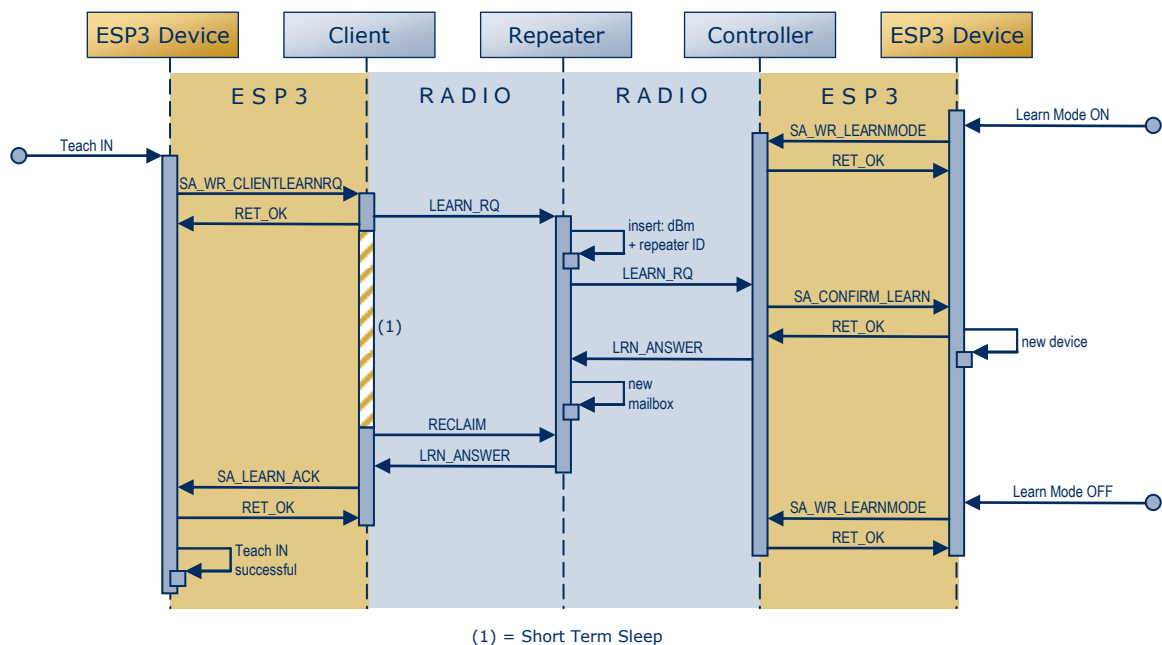 ESP3 Device
Client
Repeater
Controller
ESP3 Device
ESP3
RADIO
RADIO
ESP3
Learn Mode ON
SA_WR_LEARNMODE
Teach IN
RET_OK
SA_WR_CLIENTLEARNRQ
LEARN_RQ
RET_OK
insert: dBm
+ repeater ID
LEARN_RQ
SA_CONFIRM_LEARN
(1)
RET_OK
new device
LRN_ANSWER
new
mailbox
RECLAIM
LRN_ANSWER
SA_LEARN_ACK
Learn Mode OFF
RET_OK
SA_WR_LEARNMODE
RET_OK
Teach IN
successful
(1) = Short Term Sleep